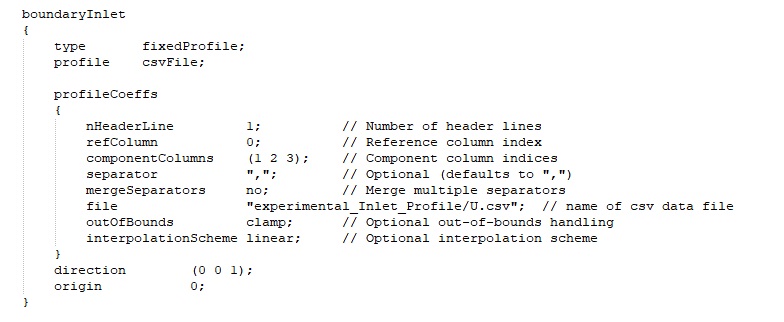 boundaryInlet
{
    type       fixedProfile;
    profile    csvFile;
    profileCoeffs
    {
        nHeaderLine         1;          // Number of header lines
        refColumn           0;          // Reference column index
        componentColumns    (1 2 3);    // Component column indices
        separator           ",";        // Optional (defaults to ",")
        mergeSeparators     no;         // Merge multiple separators
        file                "experimental_Inlet_Profile/U.csv";  // name of csv data file
        outOfBounds         clamp;      // Optional out-of-bounds handling
        interpolationScheme linear;     // Optional interpolation scheme
    }
    direction        (0 0 1);
    origin           0;
}